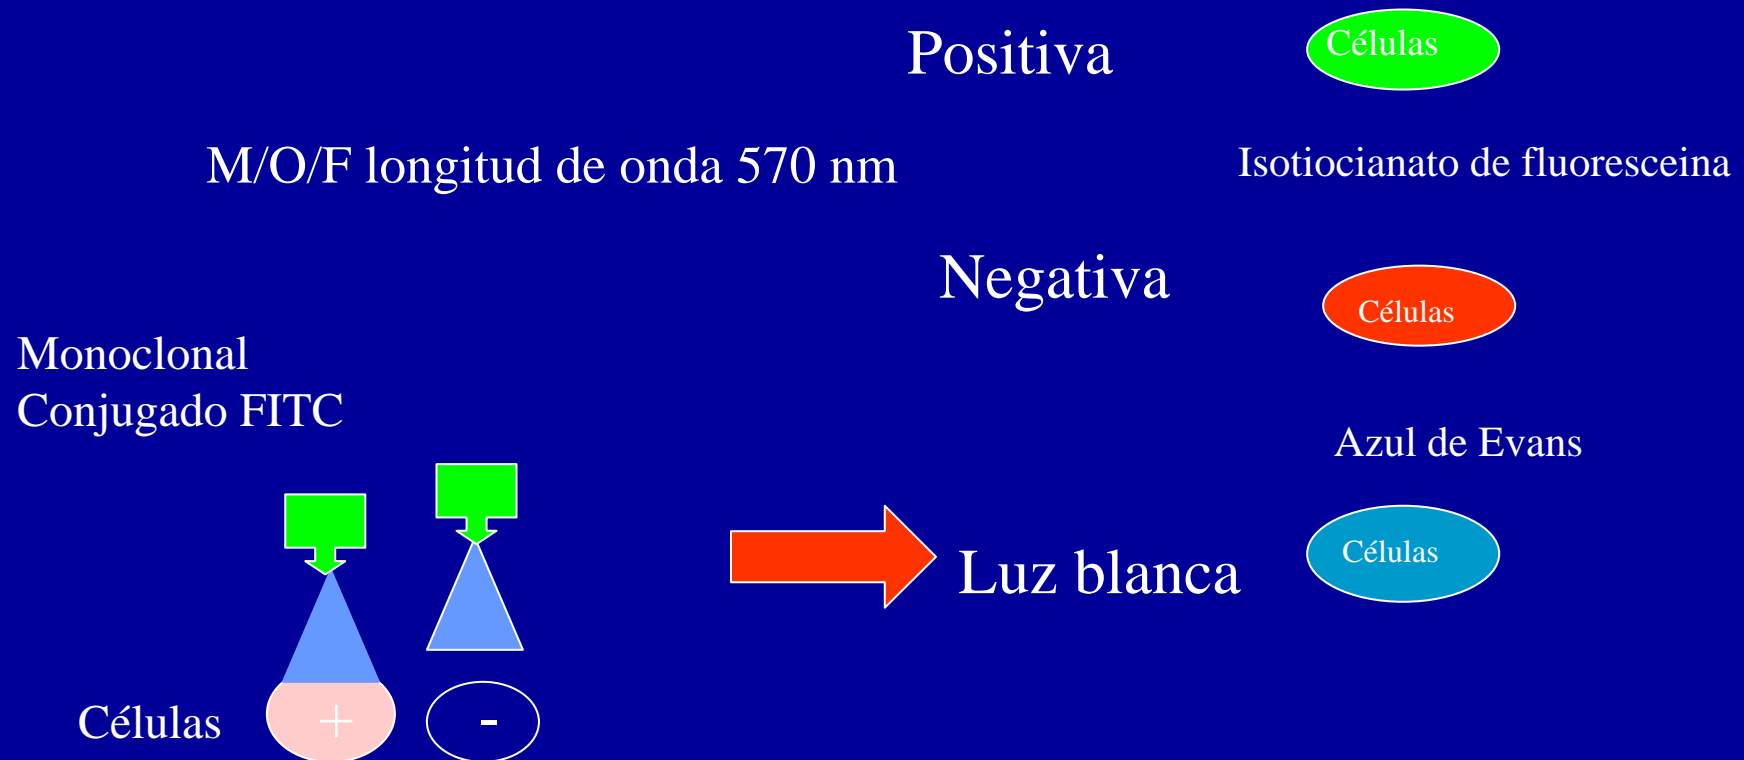 Positiva
Células
M/O/F longitud de onda 570 nm
Isotiocianato de fluoresceina
Negativa
Células
Monoclonal
Conjugado FITC
Azul de Evans
Luz blanca
Células
Células
+
-